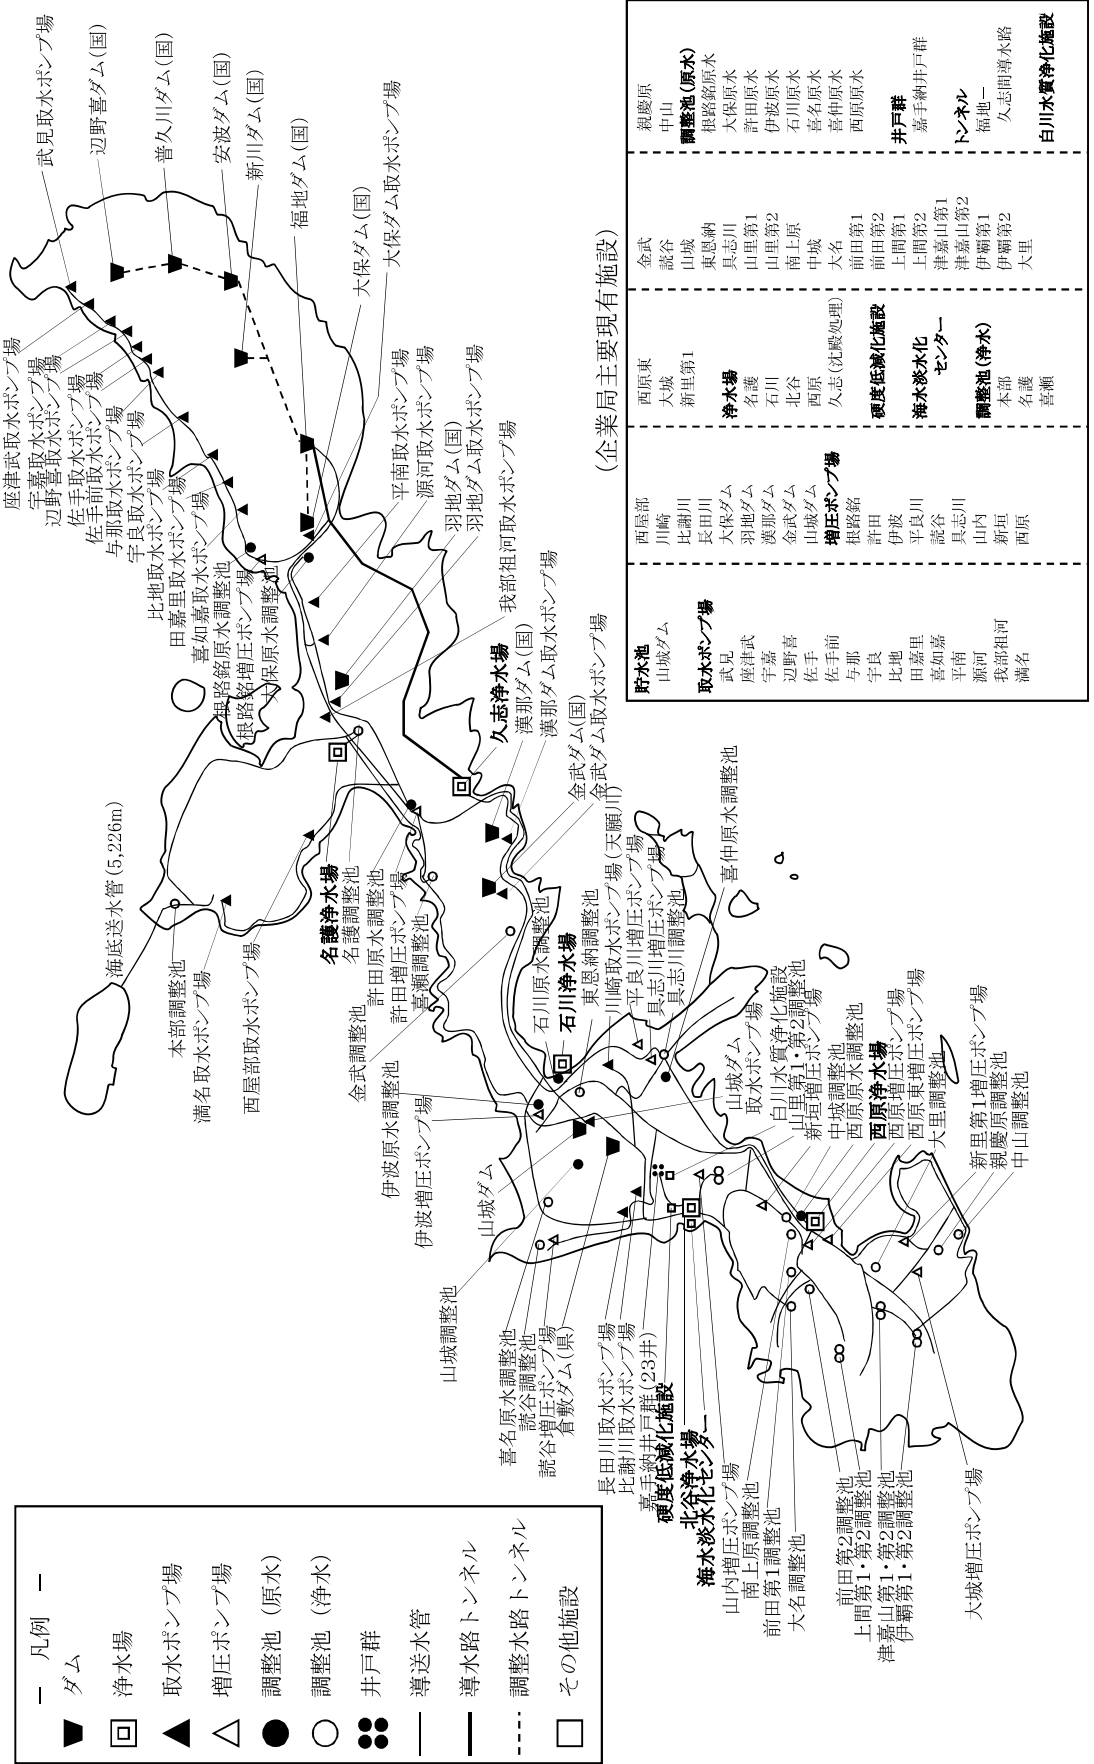 凡例
ダム
浄水場
取水ポンプ場
増圧ポンプ場
調整池（原水）
調整池（浄水）
井戸群
導送水管
導水路トンネル
調整水路トンネル
その他施設
武見取水ポンプ場
辺野喜ダム(国)
普久川ダム(国)
安波ダム(国)
新川ダム(国)
福地ダム(国)
大保ダム(国)
大保ダム取水ポンプ場
平南取水ポンプ場
源河取水ポンプ場
羽地ダム(国)
羽地ダム取水ポンプ場
我部祖河取水ポンプ場
久志浄水場
漢那ダム(国)
漢那ダム取水ポンプ場
金武ダム(国)
金武ダム取水ポンプ場
座津武取水ポンプ場
宇嘉取水ポンプ場
辺野喜取水ポンプ場
佐手取水ポンプ場
佐手前取水ポンプ場
与那取水ポンプ場
宇良取水ポンプ場
比地取水ポンプ場
田嘉里取水ポンプ場
喜如嘉取水ポンプ場
根路銘原水調整池
根路銘増圧ポンプ場
大保原水調整池
海底送水管(5,226m)
本部調整池
満名取水ポンプ場
西屋部取水ポンプ場
名護浄水場
名護調整池
許田原水調整池
許田増圧ポンプ場
喜瀬調整池
金武調整池
伊波原水調整池
伊波増圧ポンプ場
山城ダム
山城調整池
石川原水調整池
石川浄水場
東恩納調整池
川崎取水ポンプ場(天願川)
平良川増圧ポンプ場
具志川増圧ポンプ場
具志川調整池
喜仲原水調整池
山城ダム
取水ポンプ場
白川水質浄化施設
山里第1・第2調整池
新垣増圧ポンプ場
中城調整池
西原原水調整池
西原浄水場
西原増圧ポンプ場
西原東増圧ポンプ場
大里調整池
新里第1増圧ポンプ場
親慶原調整池
中山調整池
喜名原水調整池
読谷調整池
読谷増圧ポンプ場
倉敷ダム(県)
長田川取水ポンプ場
比謝川取水ポンプ場
嘉手納井戸群(23井)
硬度低減化施設
北谷浄水場
海水淡水化センター
山内増圧ポンプ場
南上原調整池
前田第1調整池
大名調整池
前田第2調整池
上間第1・第2調整池
津嘉山第1・第2調整池
伊覇第1・第2調整池
大城増圧ポンプ場
(企業局主要現有施設)
貯水池
山城ダム
取水ポンプ場
武見
座津武
宇嘉
辺野喜
佐手
佐手前
与那
宇良
比地
田嘉里
喜如嘉
平南
源河
我部祖河
満名
西屋部
川崎
比謝川
長田川
大保ダム
羽地ダム
漢那ダム
金武ダム
山城ダム
増圧ポンプ場
根路銘
許田
伊波
平良川
読谷
具志川
山内
新垣
西原
西原東
大城
新里第1
浄水場
名護
石川
北谷
西原
久志(沈殿処理)
硬度低減化施設
海水淡水化
センター
調整池(浄水)
本部
名護
喜瀬
金武
読谷
山城
東恩納
具志川
山里第1
山里第2
南上原
中城
大名
前田第1
前田第2
上間第1
上間第2
津嘉山第1
津嘉山第2
伊覇第1
伊覇第2
大里
親慶原
中山
調整池(原水)
根路銘原水
大保原水
許田原水
伊波原水
石川原水
喜名原水
喜仲原水
西原原水
井戸群
嘉手納井戸群
トンネル
福地－
久志間導水路
白川水質浄化施設